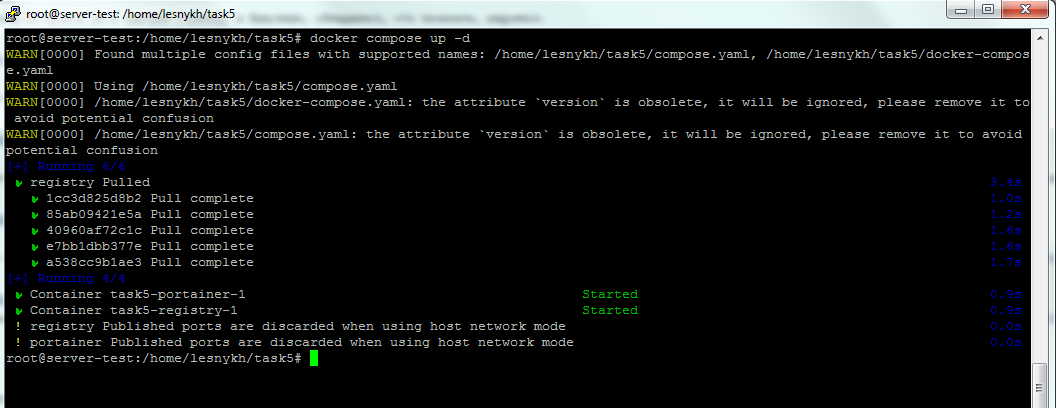 root@server-test: /home/lesnykh/task5
root@server-test:/home/lesnykh/task5# docker compose up -d
WARN[0000] Found multiple config files with supported names: /home/lesnykh/task5/compose.yaml, /home/lesnykh/task5/docker-compos
e.yaml
WARN[0000] Using /home/lesnykh/task5/compose.yaml
WARN[0000] /home/lesnykh/task5/docker-compose.yaml: the attribute `version` is obsolete, it will be ignored, please remove it to
avoid potential confusion
WARN[0000] /home/lesnykh/task5/compose.yaml: the attribute `version` is obsolete, it will be ignored, please remove it to avoid
potential confusion
[+] Running 6/6
registry Pulled 3.4s
1cc3d825d8b2 Pull complete 1.0s
85ab09421e5a Pull complete 1.2s
40960af72c1c Pull complete 1.6s
e7bb1dbb377e Pull complete 1.6s
a538cc9b1ae3 Pull complete 1.7s
[+] Running 4/4
Container task5-portainer-1 Started 0.9s
Container task5-registry-1 Started 0.9s
! registry Published ports are discarded when using host network mode 0.0s
! portainer Published ports are discarded when using host network mode 0.0s
root@server-test:/home/lesnykh/task5#